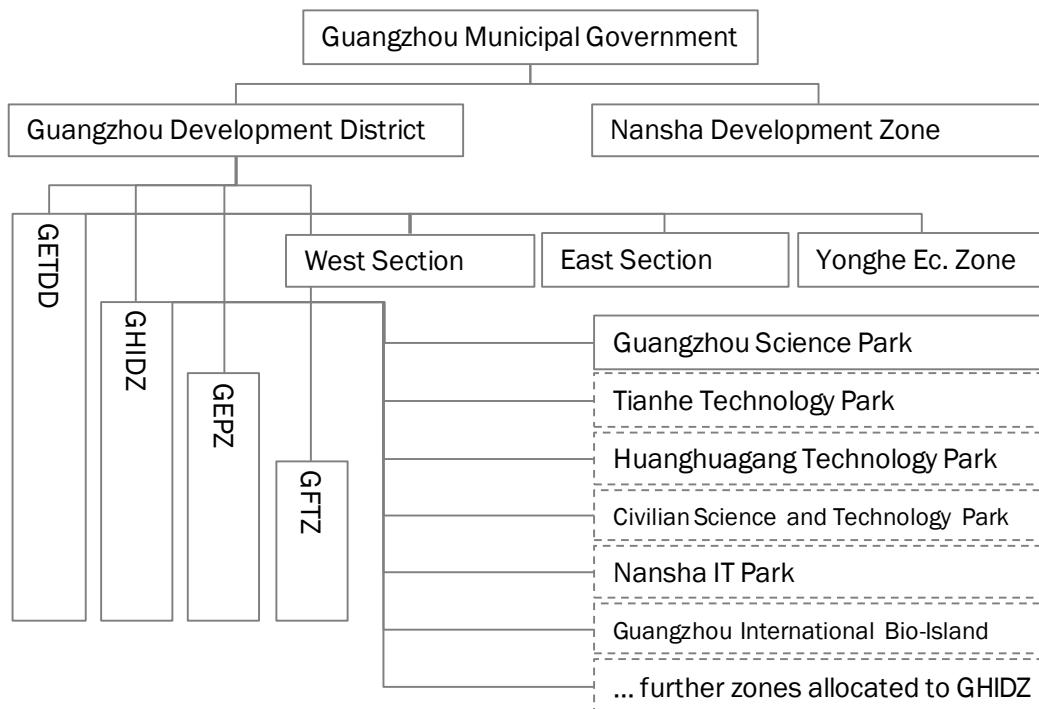 Guangzhou Municipal Government
Guangzhou Development District
Nansha Development Zone
GETDD
GHIDZ
GEPZ
GFTZ
West Section
East Section
Yonghe Ec. Zone
Guangzhou Science Park
Tianhe Technology Park
Huanghuagang Technology Park
Civilian Science and Technology Park
Nansha IT Park
Guangzhou International Bio-Island
... further zones allocated to GHIDZ